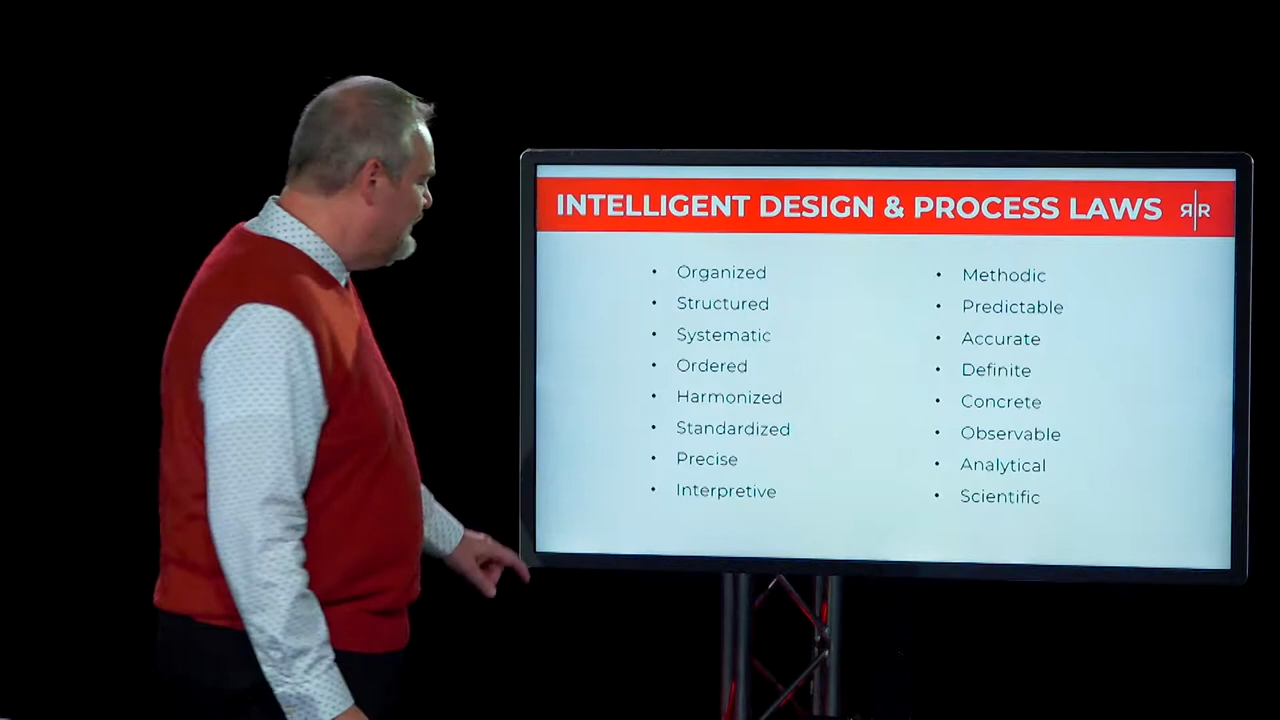 INTELLIGENT DESIGN & PROCESS LAWS
ЯR
• Organized
• Structured
• Systematic
• Ordered
• Harmonized
• Standardized
• Precise
• Interpretive
• Methodic
• Predictable
• Accurate
• Definite
• Concrete
• Observable
• Analytical
• Scientific